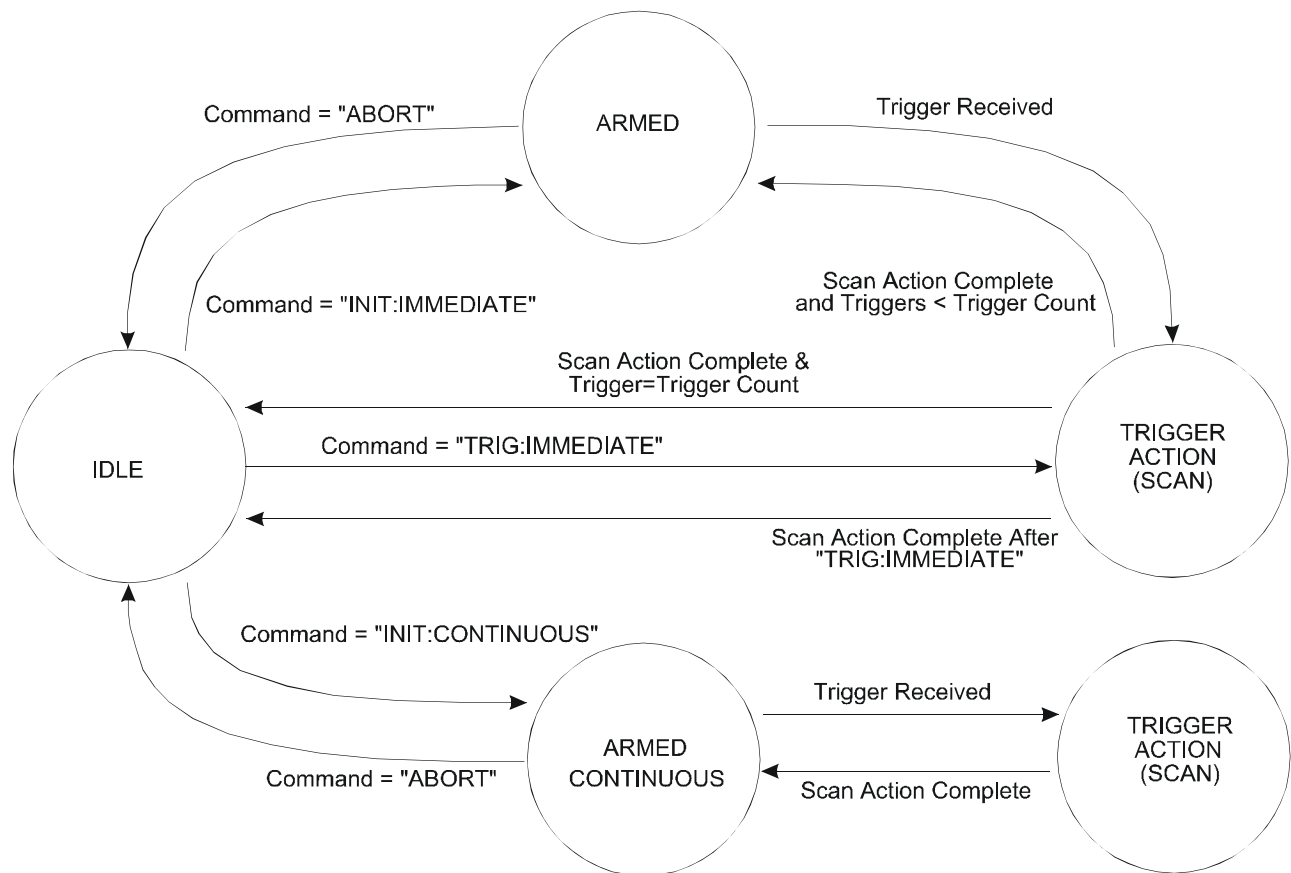 Command = "ABORT"
ARMED
Trigger Received
Command = "INIT:IMMEDIATE"
Scan Action Complete
and Triggers < Trigger Count
Scan Action Complete &
Trigger=Trigger Count
Command = "TRIG:IMMEDIATE"
IDLE
TRIGGER
ACTION
(SCAN)
Scan Action Complete After
"TRIG:IMMEDIATE"
Command = "INIT:CONTINUOUS"
Trigger Received
ARMED
CONTINUOUS
TRIGGER
ACTION
(SCAN)
Command = "ABORT"
Scan Action Complete